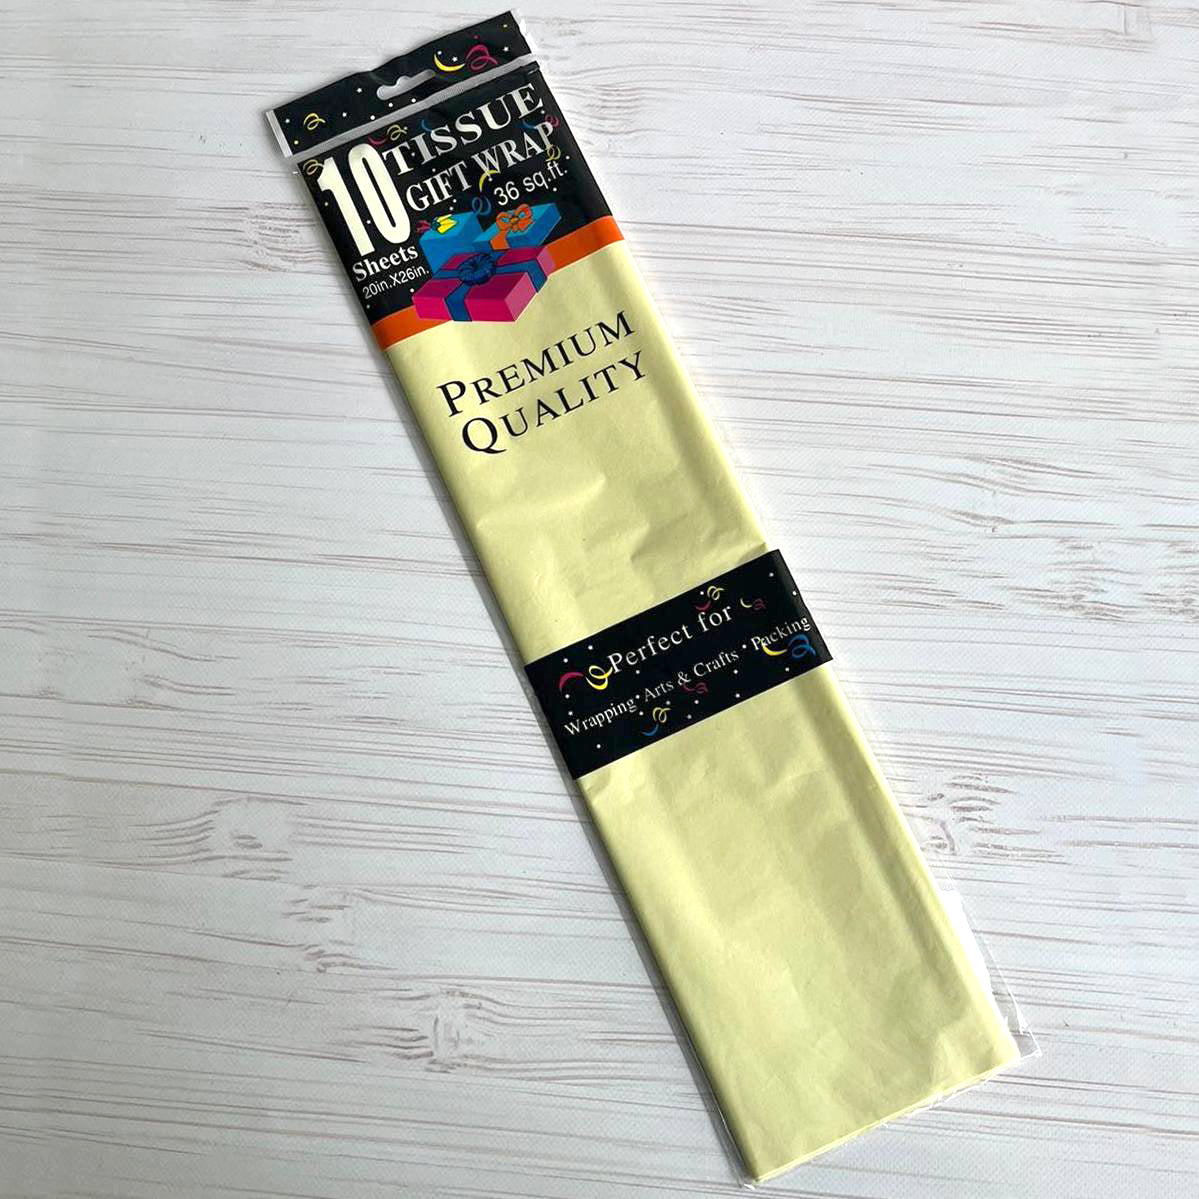 10 TISSUE
GIFT WRAP
36 sq.ft.
Sheets
20in.X26in.
PREMIUM
QUALITY
Perfect for
Wrapping • Arts & Crafts • Packing